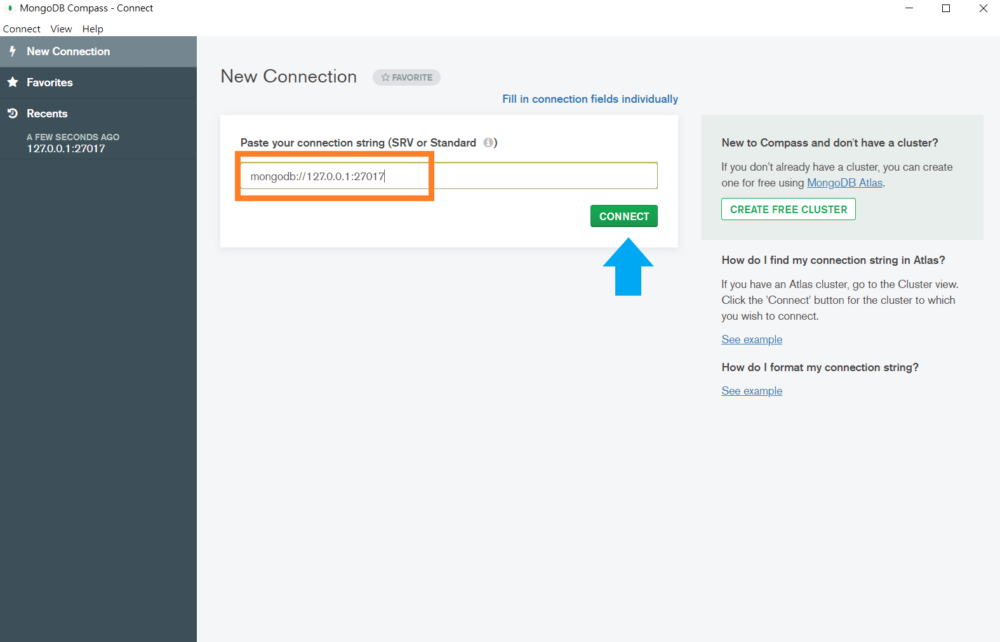 MongoDB Compass - Connect
Connect View Help
New Connection
Favorites
Recents
A FEW SECONDS AGO
127.0.0.1:27017
New Connection
FAVORITE
Fill in connection fields individually
Paste your connection string (SRV or Standard )
mongodb://127.0.0.1:27017
CONNECT
New to Compass and don't have a cluster?
If you don't already have a cluster, you can create
one for free using MongoDB Atlas.
CREATE FREE CLUSTER
How do I find my connection string in Atlas?
If you have an Atlas cluster, go to the Cluster view.
Click the 'Connect' button for the cluster to which
you wish to connect.
See example
How do I format my connection string?
See example